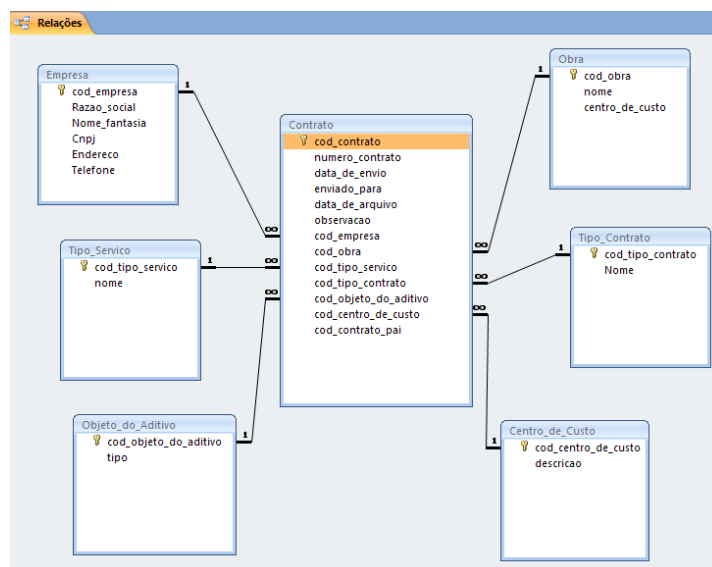 Relações
Empresa
cod_empresa
Razao_social
Nome_fantasia
Cnpj
Endereco
Telefone
1
∞
Tipo_Servico
cod_tipo_servico
nome
1
∞
Objeto_do_Aditivo
cod_objeto_do_aditivo
tipo
1
∞
Contrato
cod_contrato
numero_contrato
data_de_envio
enviado_para
data_de_arquivo
observacao
cod_empresa
cod_obra
cod_tipo_servico
cod_tipo_contrato
cod_objeto_do_aditivo
cod_centro_de_custo
cod_contrato_pai
Obra
cod_obra
nome
centro_de_custo
1
∞
Tipo_Contrato
cod_tipo_contrato
Nome
1
∞
Centro_de_Custo
cod_centro_de_custo
descricao
1
∞